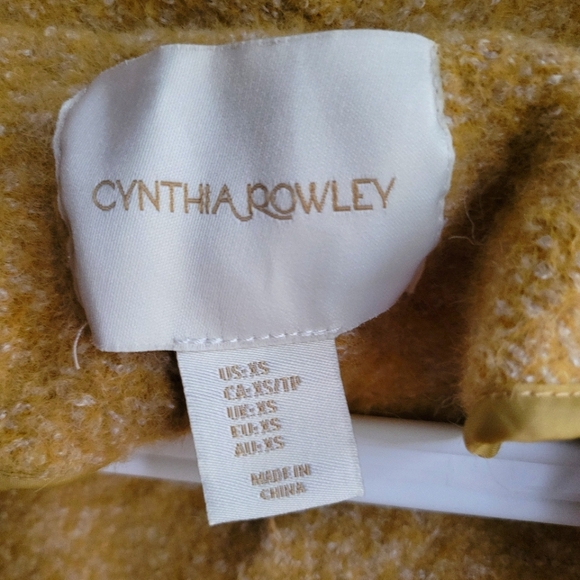 CYNTHIA ROWLEY
US: XS
CA: XS/TP
UK: XS
EU: XS
AU: XS
MADE IN
CHINA